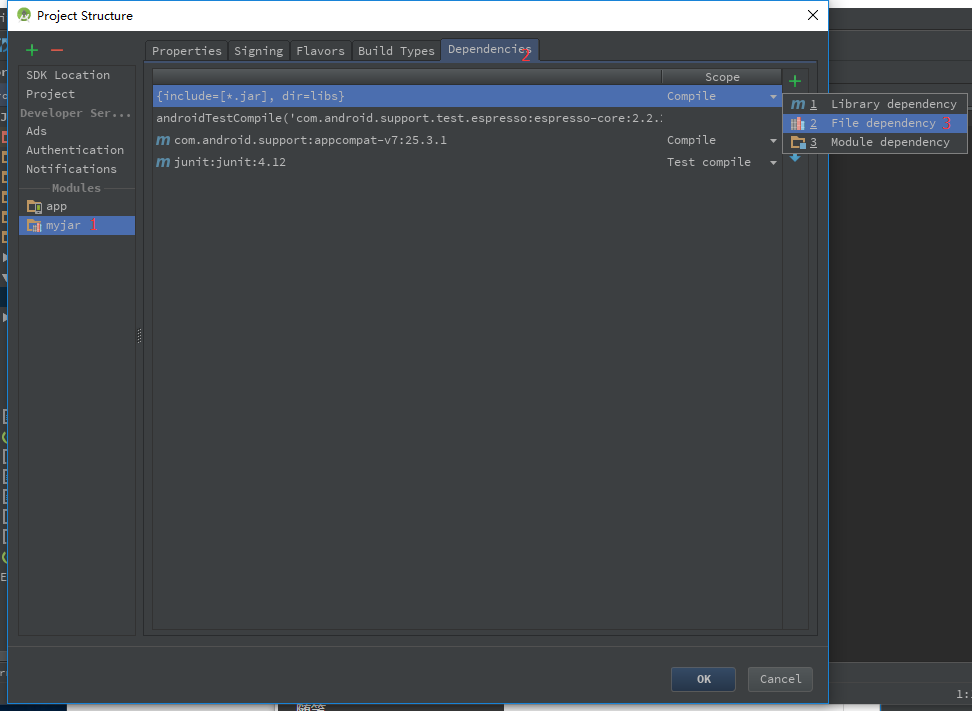 Project Structure
Properties
Signing
Flavors
Build Types
Dependencies
2
SDK Location
Project
Developer Ser...
Ads
Authentication
Notifications
Modules
app
myjar 1
Scope
{include=[*.jar], dir=libs}
Compile
androidTestCompile('com.android.support.test.espresso:espresso-core:2.2.2
m com.android.support:appcompat-v7:25.3.1
Compile
m junit:junit:4.12
Test compile
m 1 Library dependency
2 File dependency 3
3 Module dependency
OK
Cancel
1:
随笔